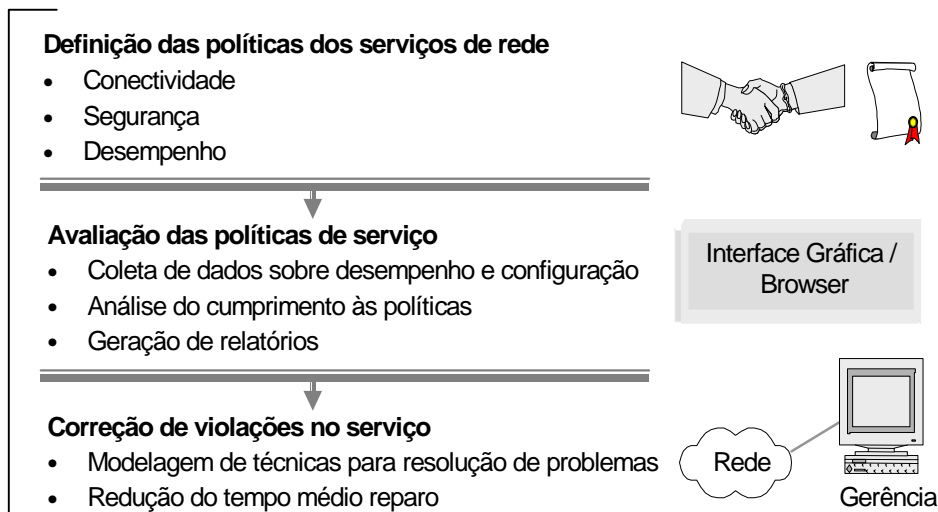 Definição das políticas dos serviços de rede
• Conectividade
• Segurança
• Desempenho
Avaliação das políticas de serviço
• Coleta de dados sobre desempenho e configuração
• Análise do cumprimento às políticas
• Geração de relatórios
Interface Gráfica /
Browser
Correção de violações no serviço
• Modelagem de técnicas para resolução de problemas
• Redução do tempo médio reparo
Rede
Gerência